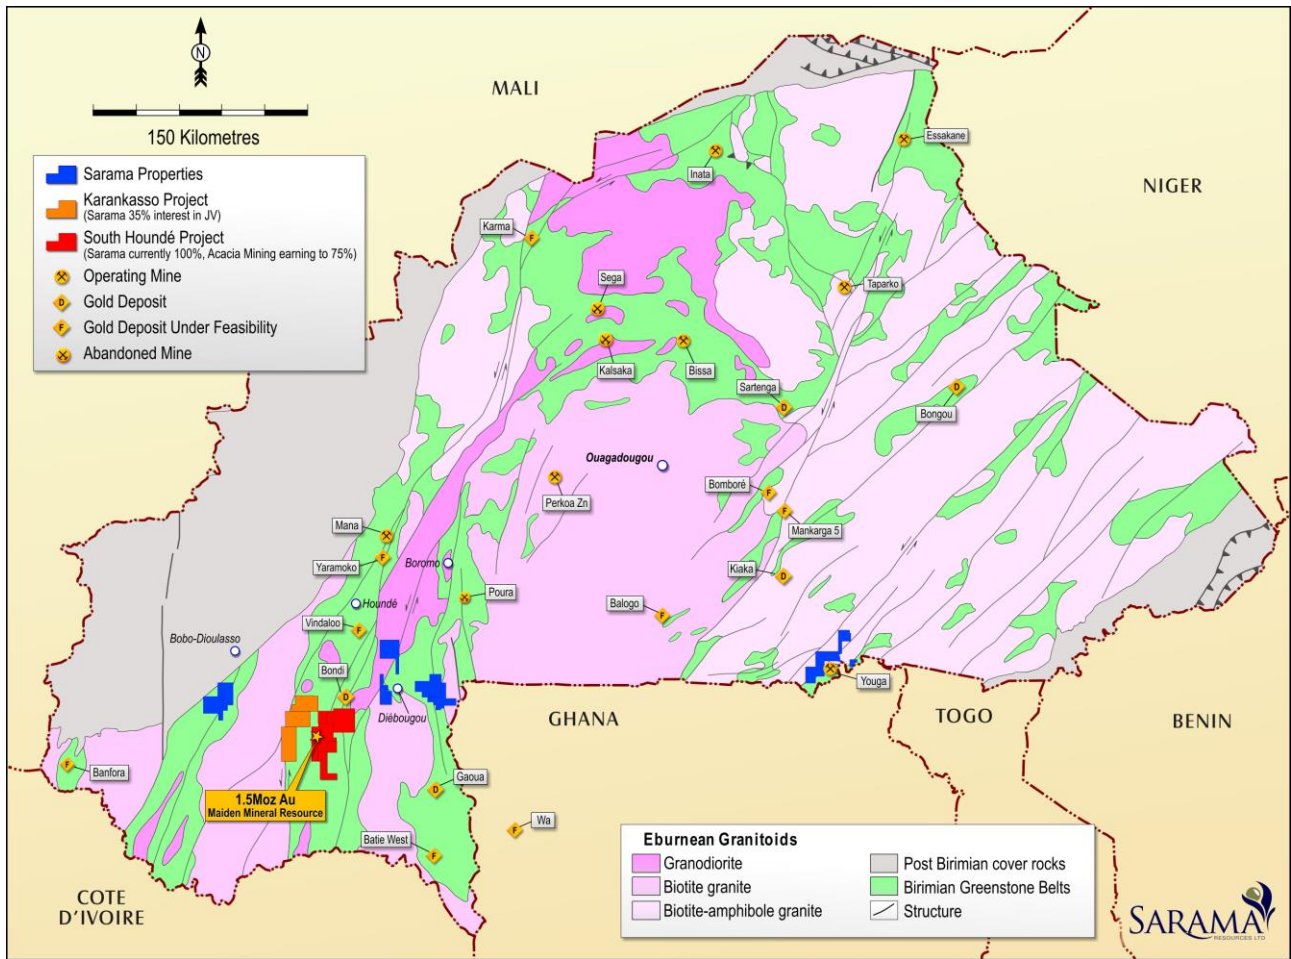 N
MALI
150 Kilometres
NIGER
Sarama Properties
Karankasso Project
(Sarama 35% interest in JV)
South Houndé Project
(Sarama currently 100%, Acacia Mining earning to 75%)
Operating Mine
D
Gold Deposit
F
Gold Deposit Under Feasibility
Abandoned Mine
Essakane
Inata
Karma
F
Sega
Taparko
Kalsaka
Bissa
Sartenga
D
Bongou
D
Ouagadougou
Perkoa Zn
Bomboré
F
F
Mankarga 5
Mana
Yaramoko
F
Boromo
Kiaka
D
Poura
Houndé
Balogo
F
Vindaloo
F
Bobo-Dioulasso
Bondi
D
Youga
Diébougou
GHANA
TOGO
BENIN
F
Banfora
Gaoua
D
1.5Moz Au
Maiden Mineral Resource
Wa
F
Batie West
F
COTE
D'IVOIRE
Eburnean Granitoids
Granodiorite
Biotite granite
Biotite-amphibole granite
Post Birimian cover rocks
Birimian Greenstone Belts
Structure
SARAMA
RESOURCES LTD